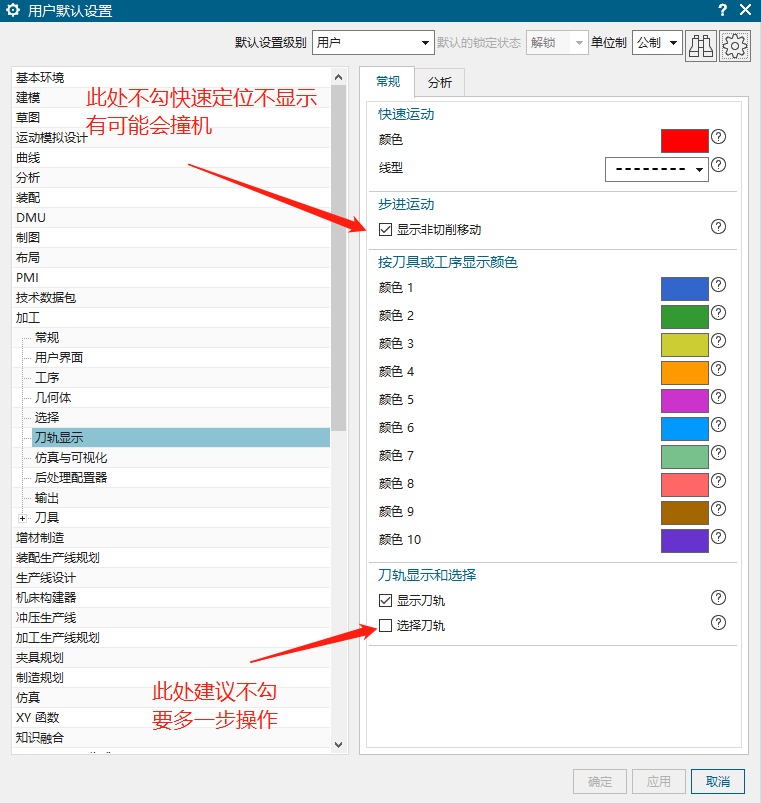 用户默认设置
默认设置级别 用户 默认的锁定状态 解锁 单位制 公制
基本环境
建模
草图
运动模拟设计
曲线
分析
装配
DMU
制图
布局
PMI
技术数据包
加工
常规
用户界面
工序
几何体
选择
刀轨显示
仿真与可视化
后处理配置器
输出
刀具
增材制造
装配生产线规划
生产线设计
机床构建器
冲压生产线
加工生产线规划
夹具规划
制造规划
仿真
XY 函数
知识融合
此处不勾快速定位不显示
有可能会撞机
此处建议不勾
要多一步操作
常规 分析
快速运动
颜色
线型
步进运动
显示非切削移动
按刀具或工序显示颜色
颜色 1
颜色 2
颜色 3
颜色 4
颜色 5
颜色 6
颜色 7
颜色 8
颜色 9
颜色 10
刀轨显示和选择
显示刀轨
选择刀轨
确定 应用 取消